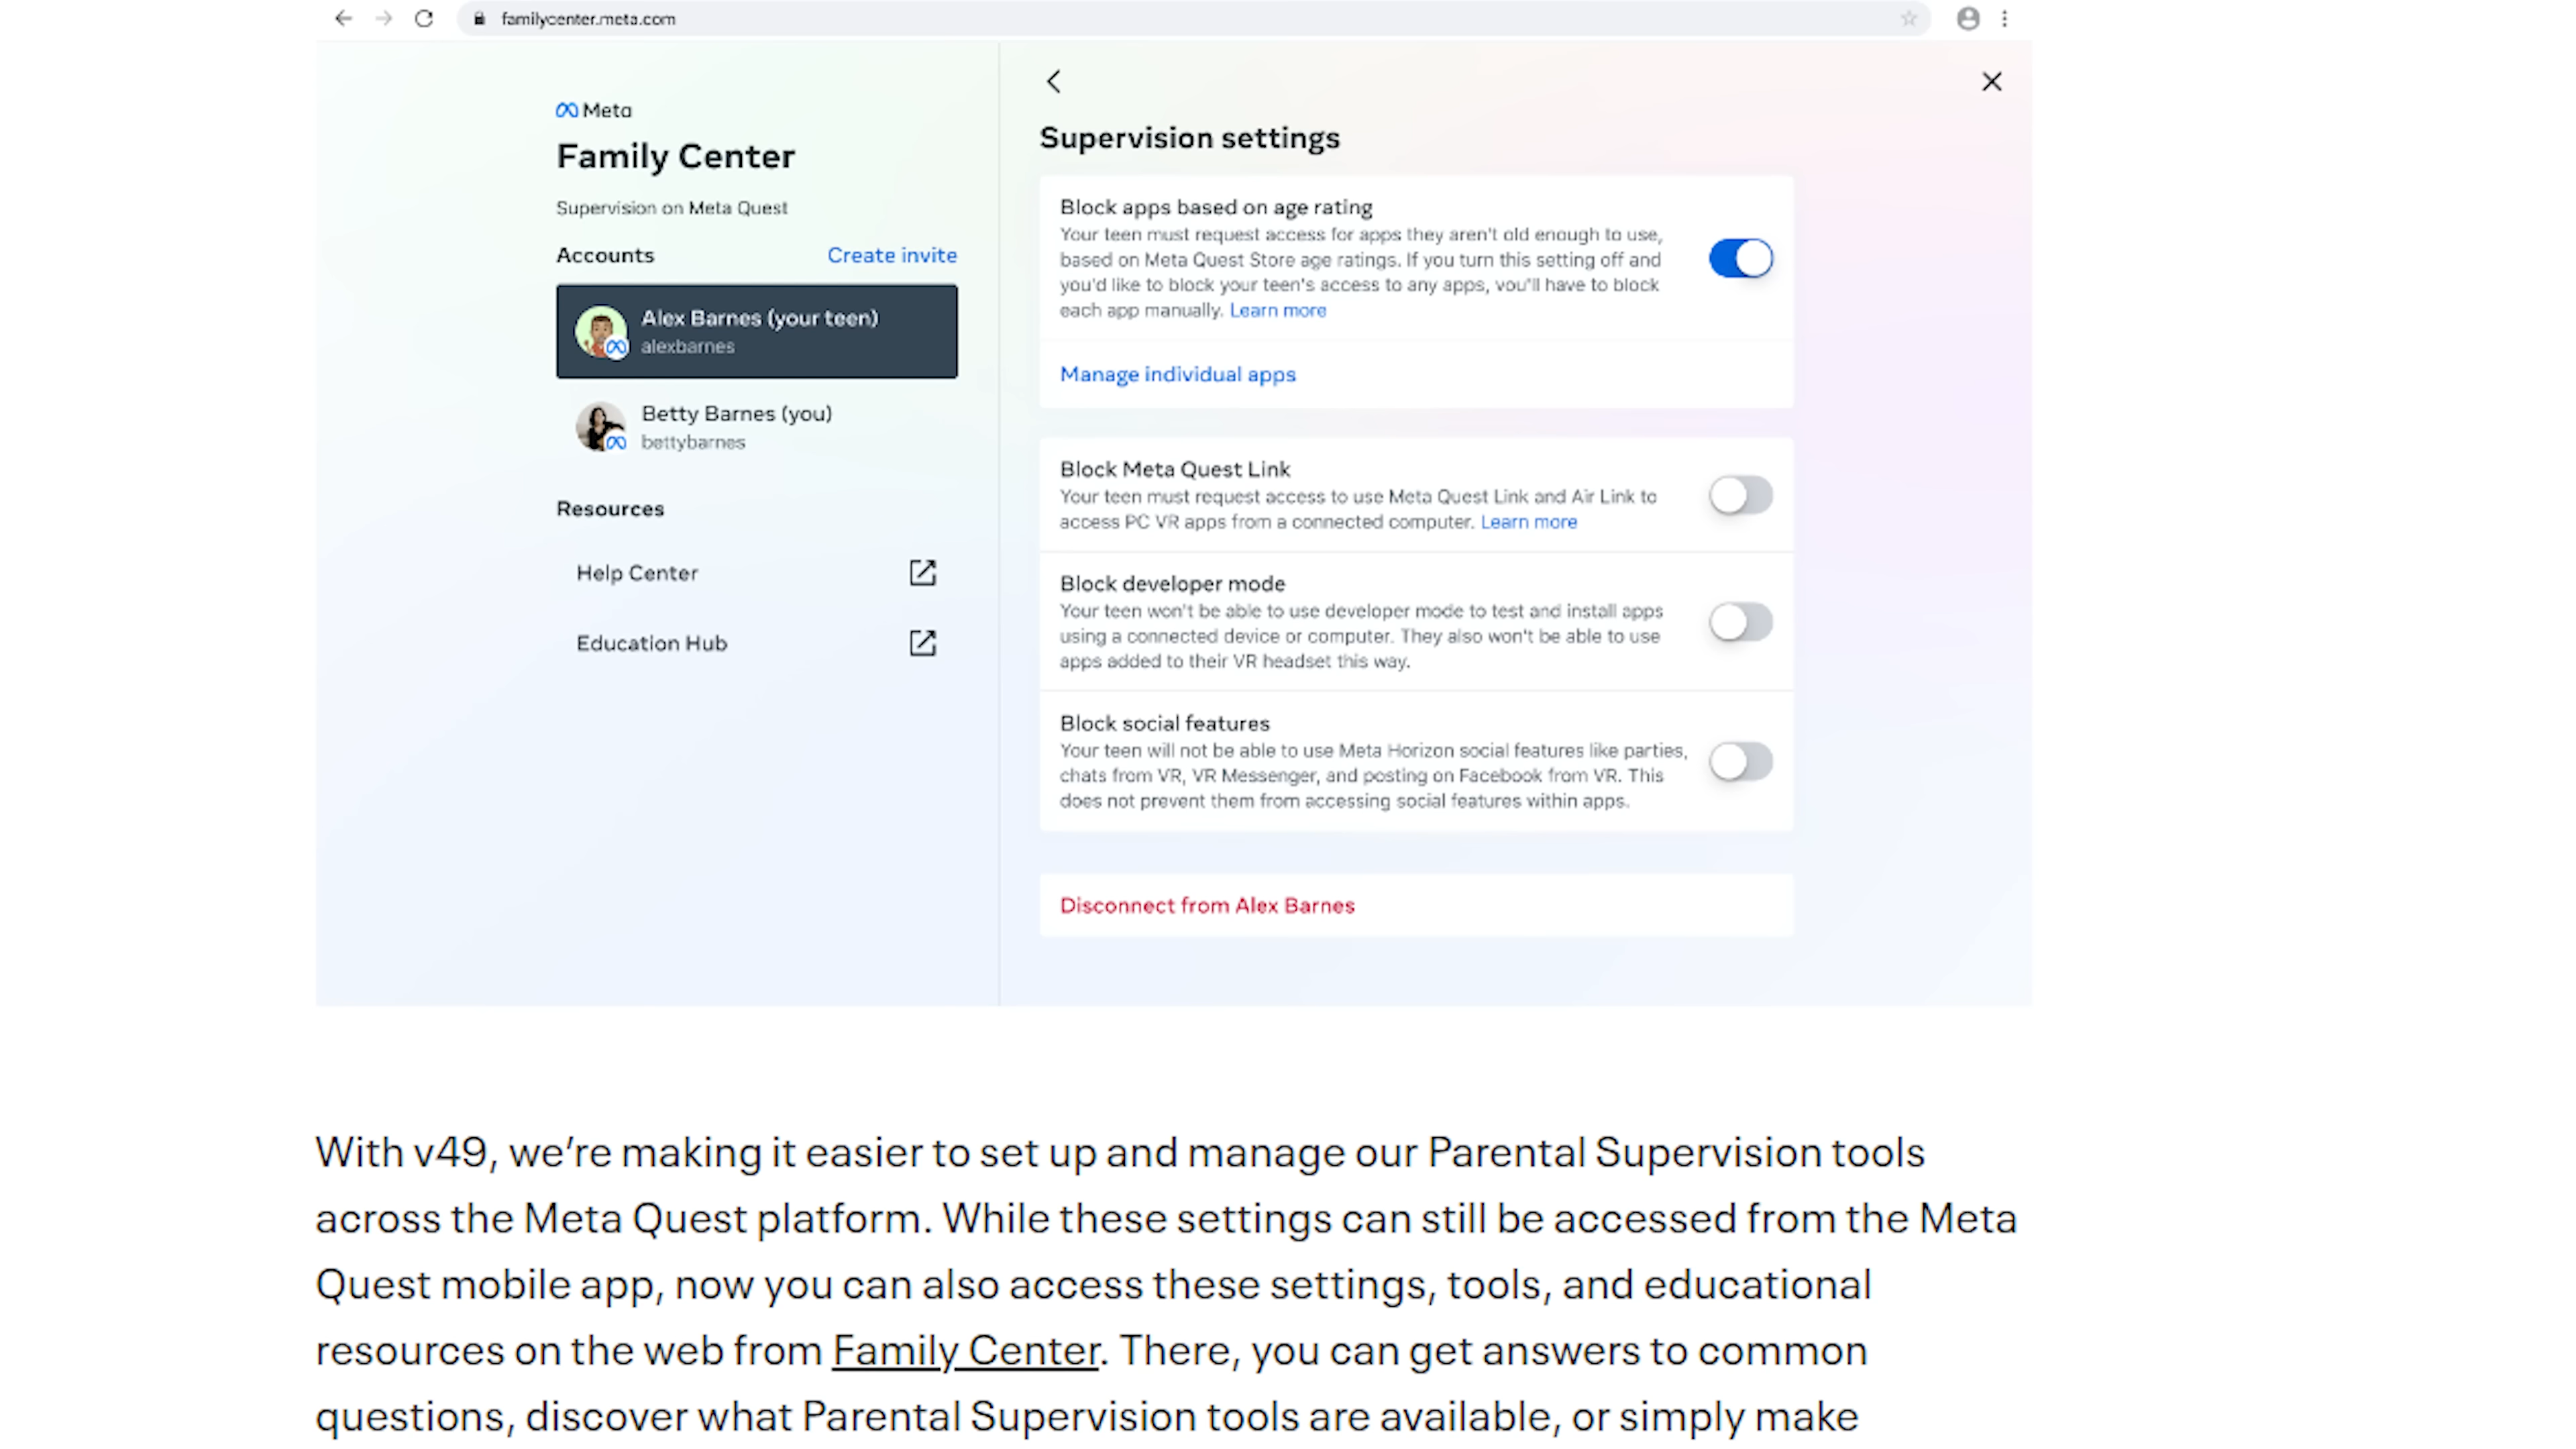 familycenter.meta.com
Meta
Family Center
Supervision on Meta Quest
Accounts
Create invite
Alex Barnes (your teen)
alexbarnes
Betty Barnes (you)
bettybarnes
Resources
Help Center
Education Hub
Supervision settings
Block apps based on age rating
Your teen must request access for apps they aren't old enough to use,
based on Meta Quest Store age ratings. If you turn this setting off and
you'd like to block your teen's access to any apps, you'll have to block
each app manually. Learn more
Manage individual apps
Block Meta Quest Link
Your teen must request access to use Meta Quest Link and Air Link to
access PC VR apps from a connected computer. Learn more
Block developer mode
Your teen won't be able to use developer mode to test and install apps
using a connected device or computer. They also won't be able to use
apps added to their VR headset this way.
Block social features
Your teen will not be able to use Meta Horizon social features like parties,
chats from VR, VR Messenger, and posting on Facebook from VR. This
does not prevent them from accessing social features within apps.
Disconnect from Alex Barnes
With v49, we’re making it easier to set up and manage our Parental Supervision tools
across the Meta Quest platform. While these settings can still be accessed from the Meta
Quest mobile app, now you can also access these settings, tools, and educational
resources on the web from Family Center. There, you can get answers to common
questions, discover what Parental Supervision tools are available, or simply make